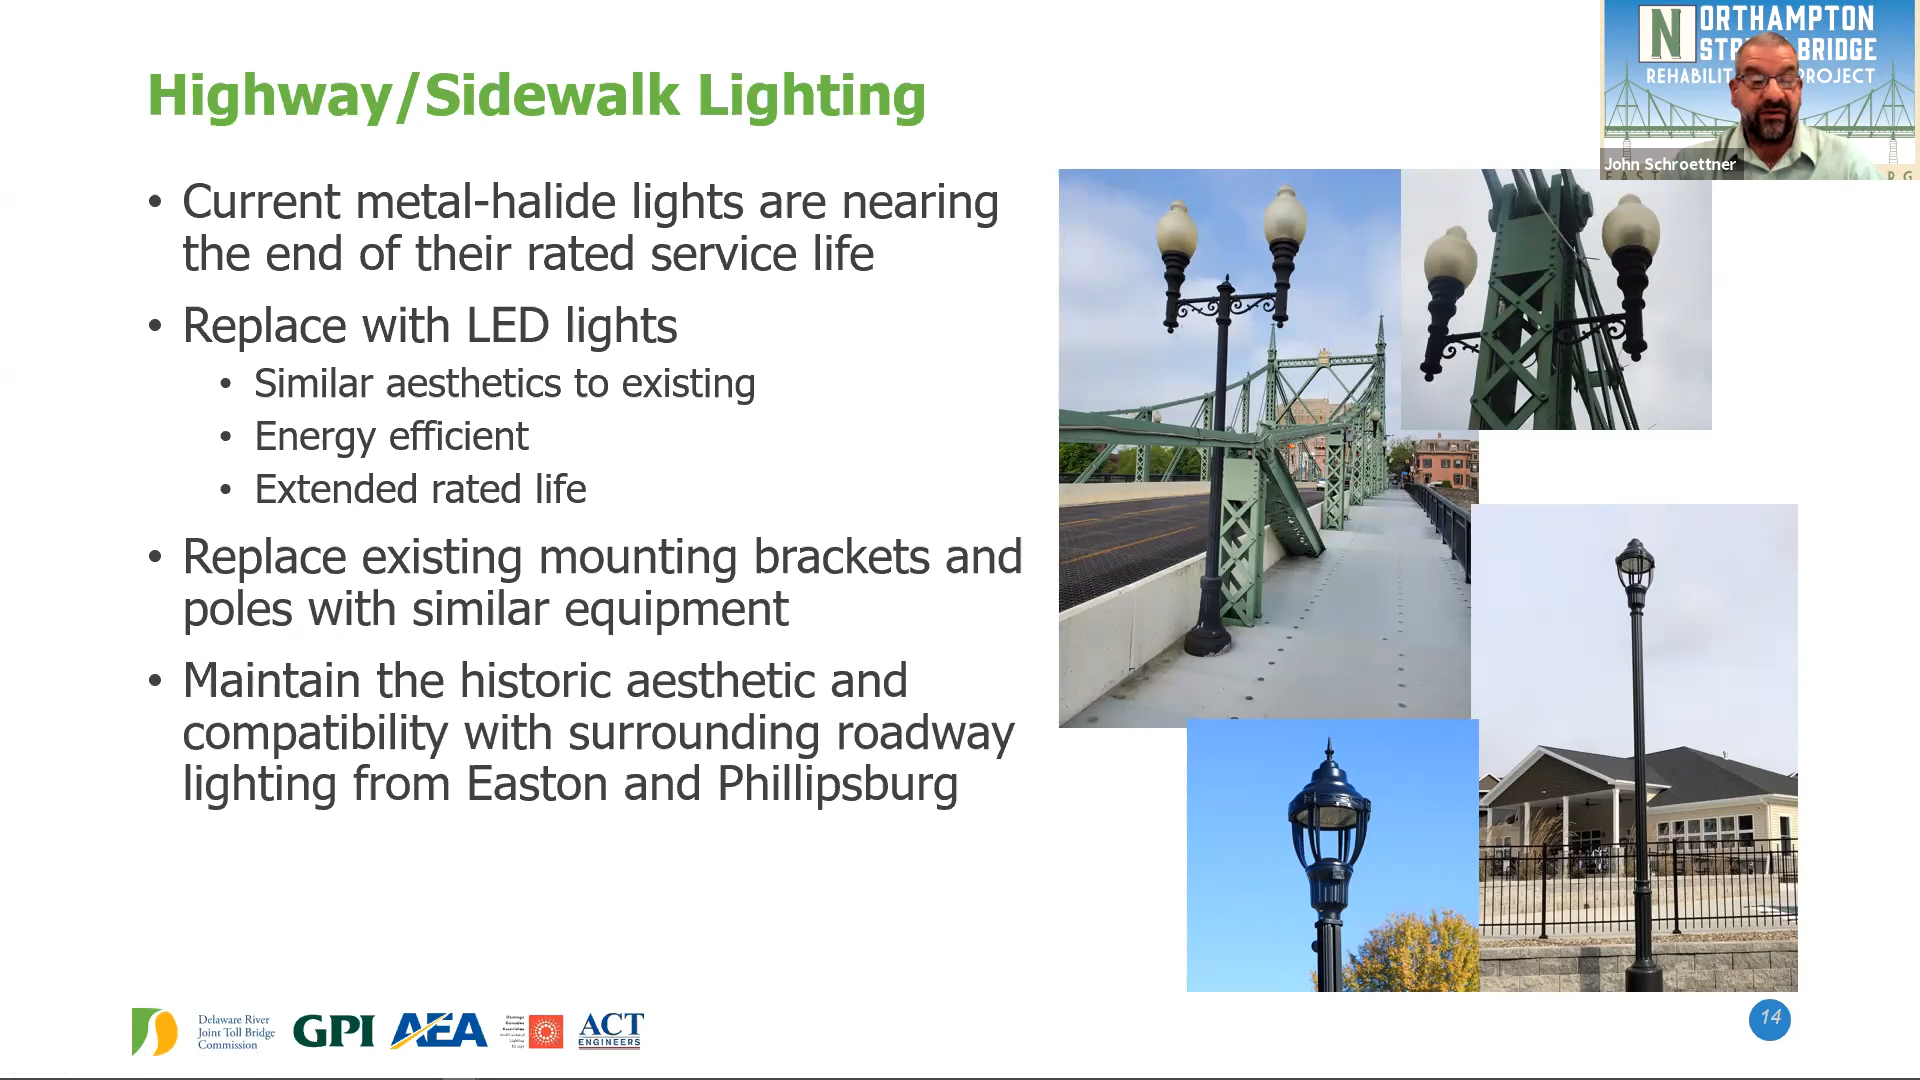 Highway/Sidewalk Lighting
NORTHAMPTON
BRIDGE
PROJECT
John Schroettner
EAST
• Current metal-halide lights are nearing
the end of their rated service life
• Replace with LED lights
• Similar aesthetics to existing
• Energy efficient
• Extended rated life
• Replace existing mounting brackets and
poles with similar equipment
• Maintain the historic aesthetic and
compatibility with surrounding roadway
lighting from Easton and Phillipsburg
Delaware River
Joint Toll Bridge
Commission
GPI
AEA
ACT
ENGINEERS
14